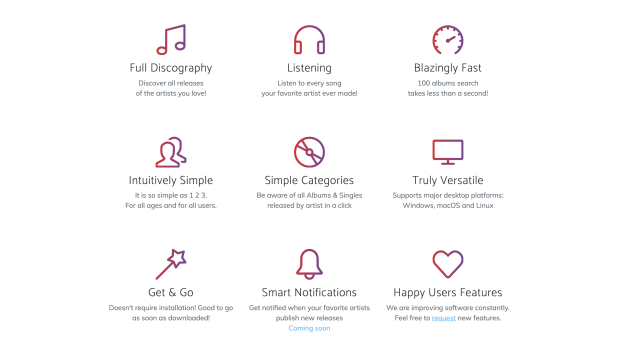 Full Discography
Discover all releases
of the artists you love!
Listening
Listen to every song
your favorite artist ever made!
Blazingly Fast
100 albums search
takes less than a second!
Intuitively Simple
It is so simple as 1 2 3.
For all ages and for all users.
Simple Categories
Be aware of all Albums & Singles
released by artist in a click
Truly Versatile
Supports major desktop platforms:
Windows, macOS and Linux
Get & Go
Doesn't require installation! Good to go
as soon as downloaded!
Smart Notifications
Get notified when your favorite artists
publish new releases
Coming soon
Happy Users Features
We are improving software constantly.
Feel free to request new features.